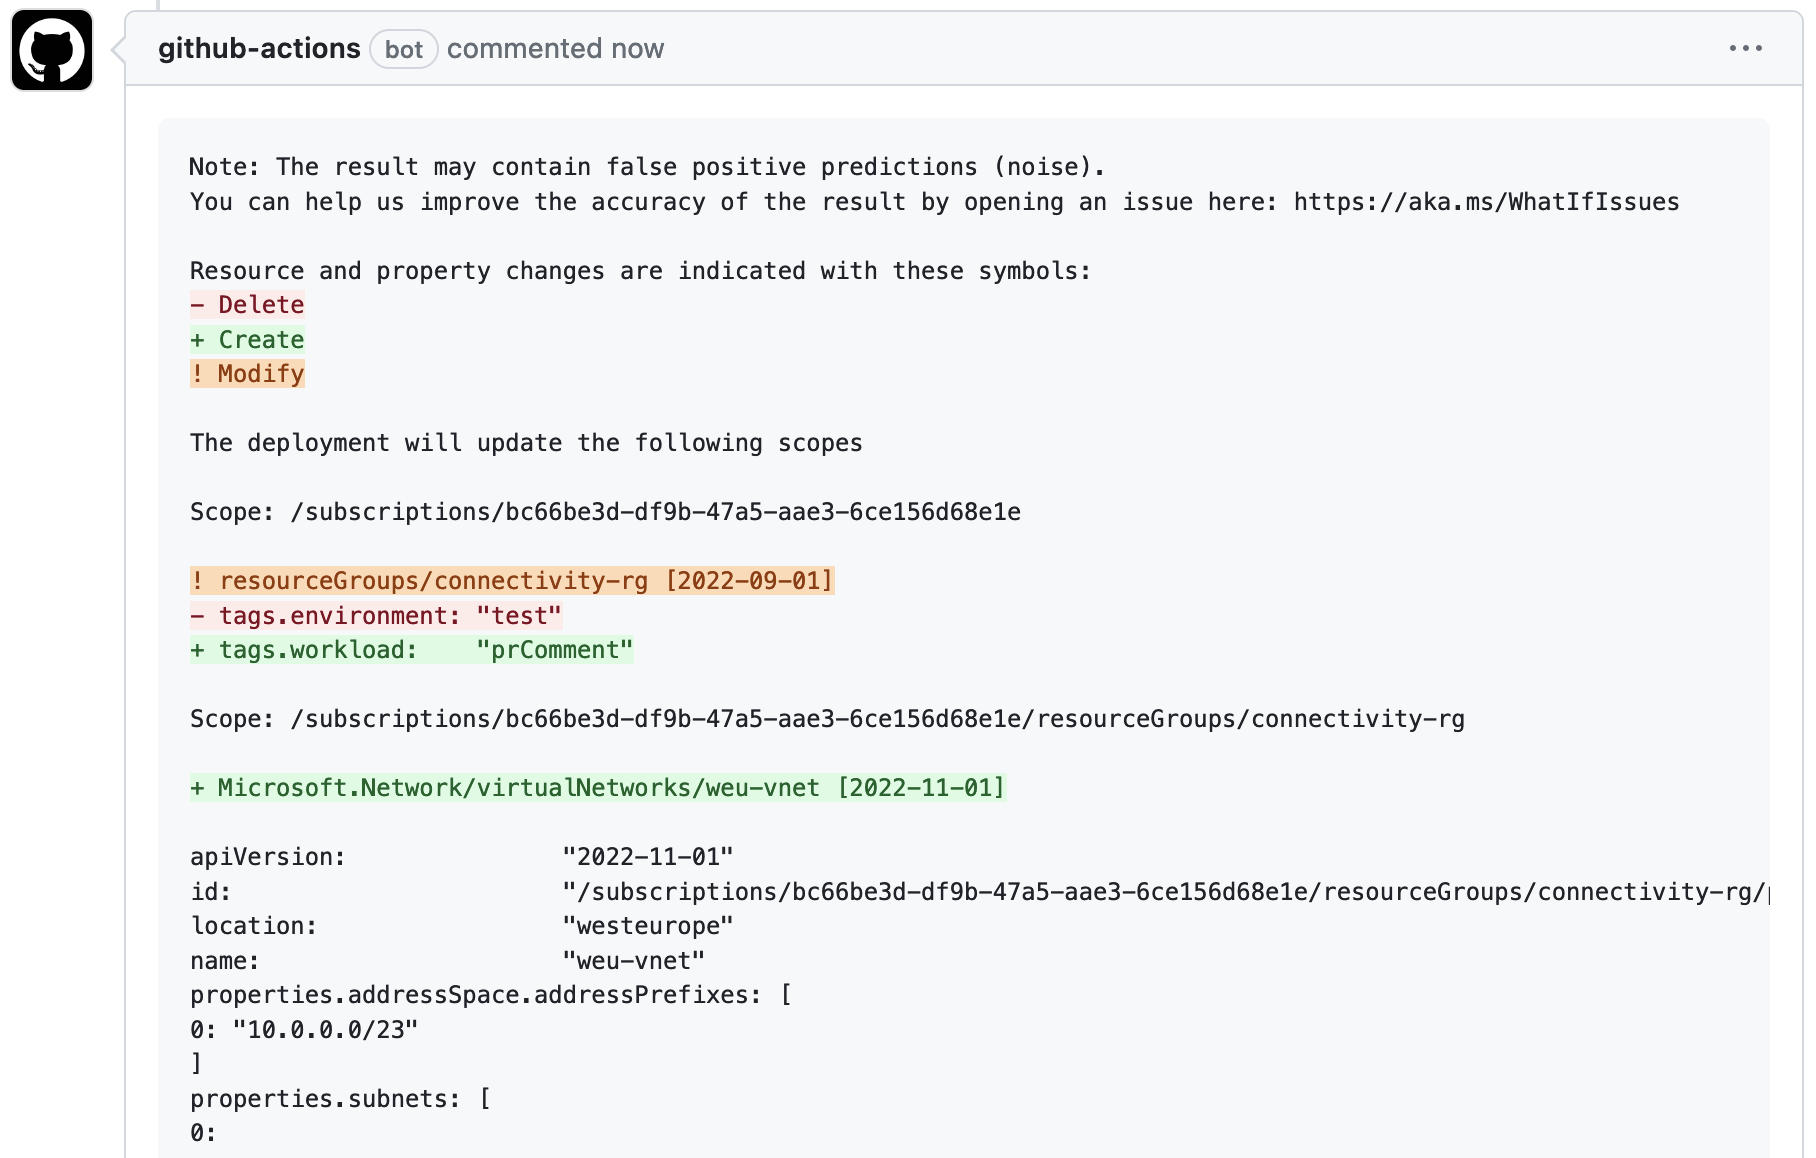 github-actions bot commented now
Note: The result may contain false positive predictions (noise).
You can help us improve the accuracy of the result by opening an issue here: https://aka.ms/WhatIfIssues
Resource and property changes are indicated with these symbols:
- Delete
+ Create
! Modify
The deployment will update the following scopes
Scope: /subscriptions/bc66be3d-df9b-47a5-aae3-6ce156d68e1e
! resourceGroups/connectivity-rg [2022-09-01]
- tags.environment: "test"
+ tags.workload:    "prComment"
Scope: /subscriptions/bc66be3d-df9b-47a5-aae3-6ce156d68e1e/resourceGroups/connectivity-rg
+ Microsoft.Network/virtualNetworks/weu-vnet [2022-11-01]
apiVersion:               "2022-11-01"
id:                       "/subscriptions/bc66be3d-df9b-47a5-aae3-6ce156d68e1e/resourceGroups/connectivity-rg/
location:                 "westeurope"
name:                     "weu-vnet"
properties.addressSpace.addressPrefixes: [
0: "10.0.0.0/23"
]
properties.subnets: [
0: